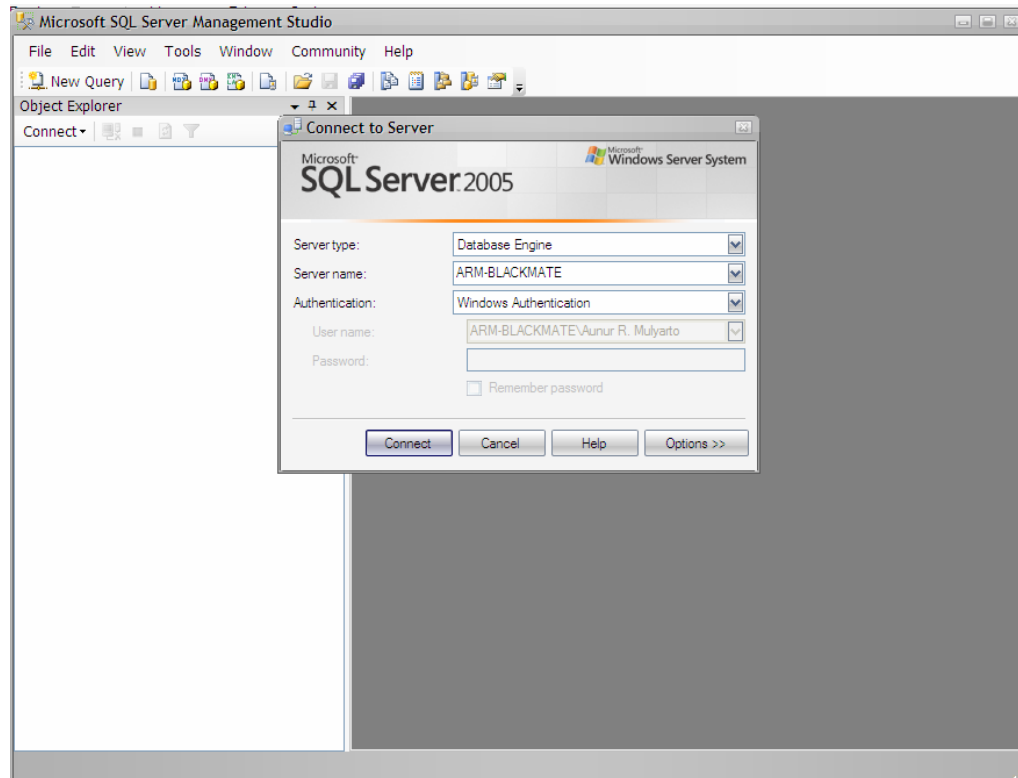 Microsoft SQL Server Management Studio
File Edit View Tools Window Community Help
New Query
Object Explorer
Connect
Connect to Server
Microsoft
SQL Server 2005
Microsoft
Windows Server System
Server type: Database Engine
Server name: ARM-BLACKMATE
Authentication: Windows Authentication
User name: ARM-BLACKMATE\Aunur R. Mulyarto
Password:
Remember password
Connect Cancel Help Options >>